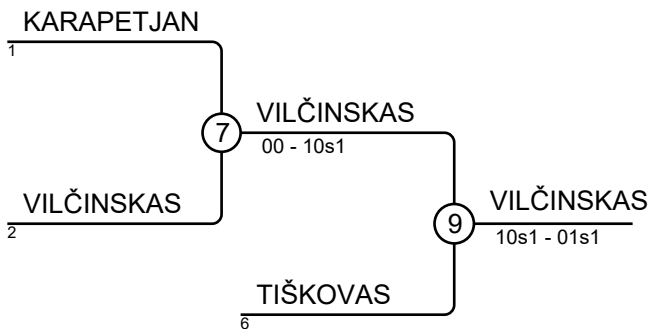 KARAPETJAN
1
7
VILČINSKAS
00 - 10s1
VILČINSKAS
2
9
VILČINSKAS
10s1 - 01s1
TIŠKOVAS
6